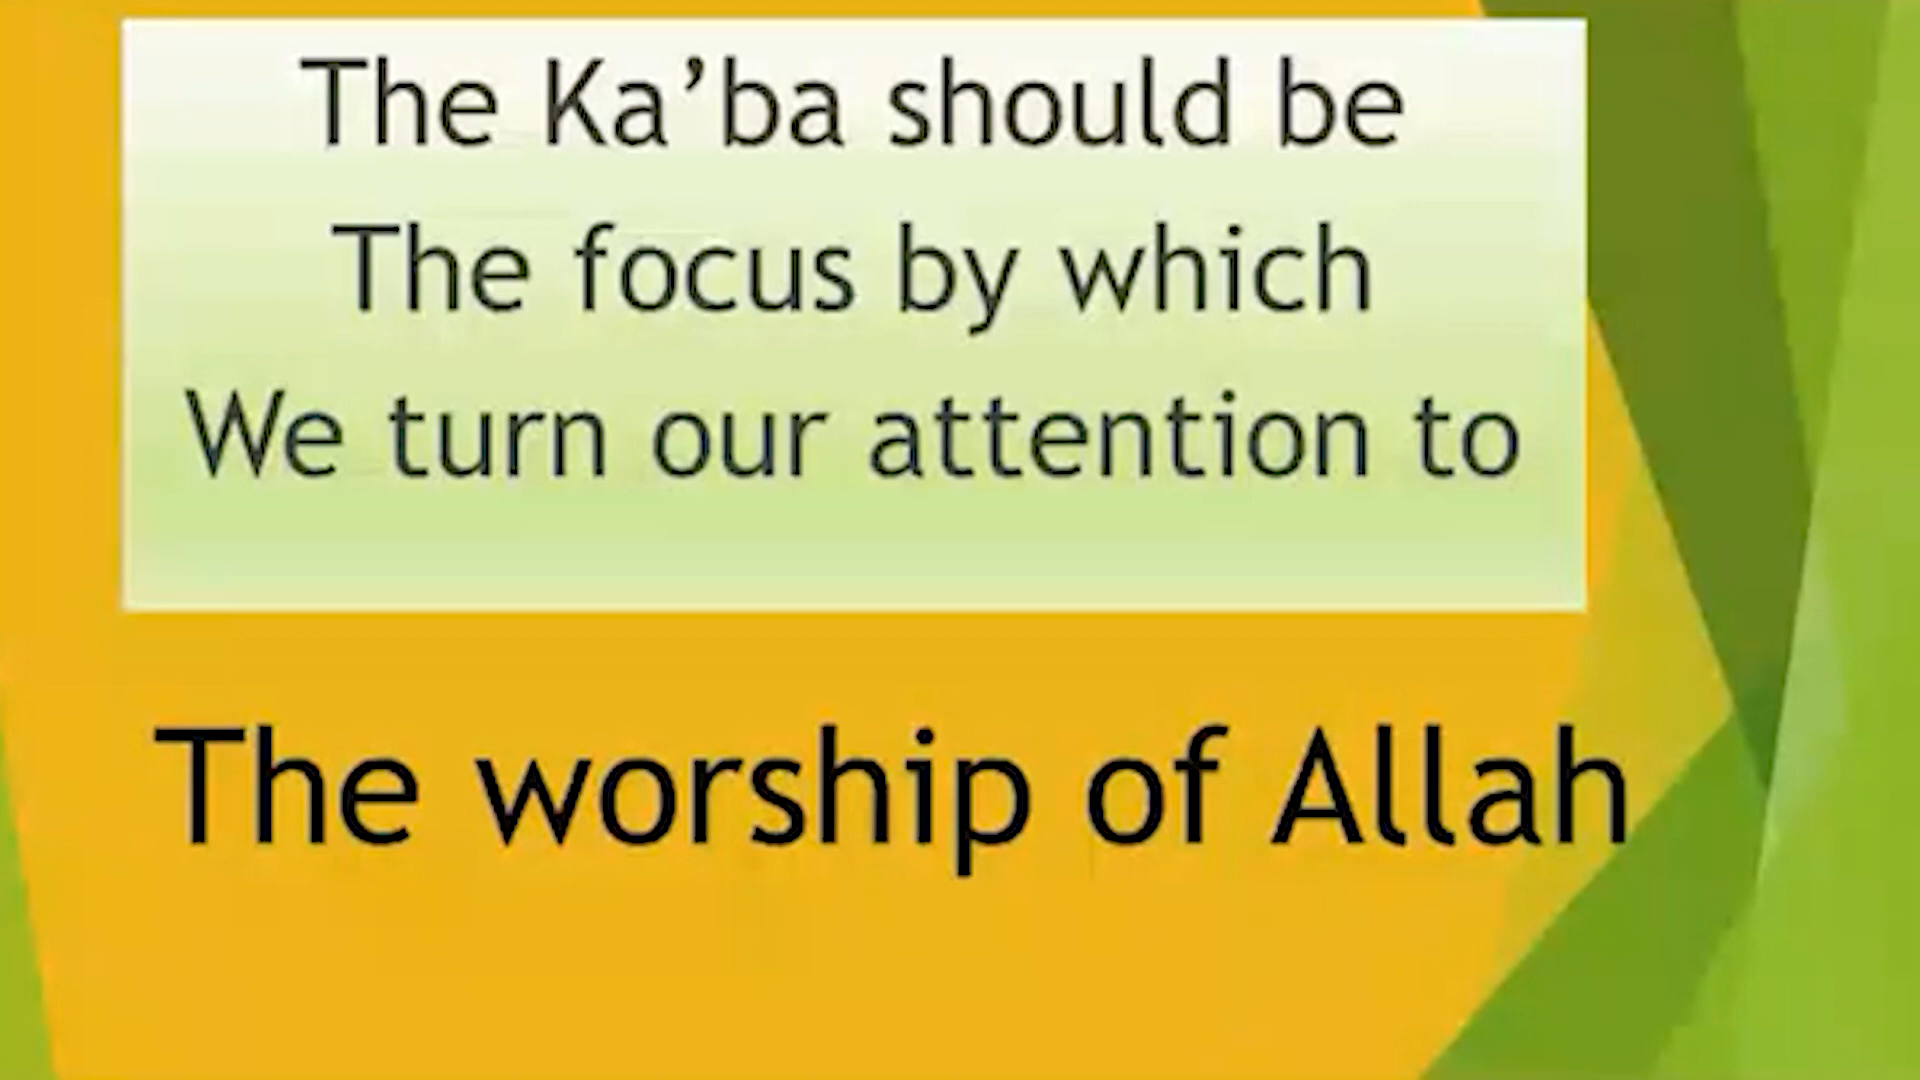 The Ka’ba should be
The focus by which
We turn our attention to
The worship of Allah